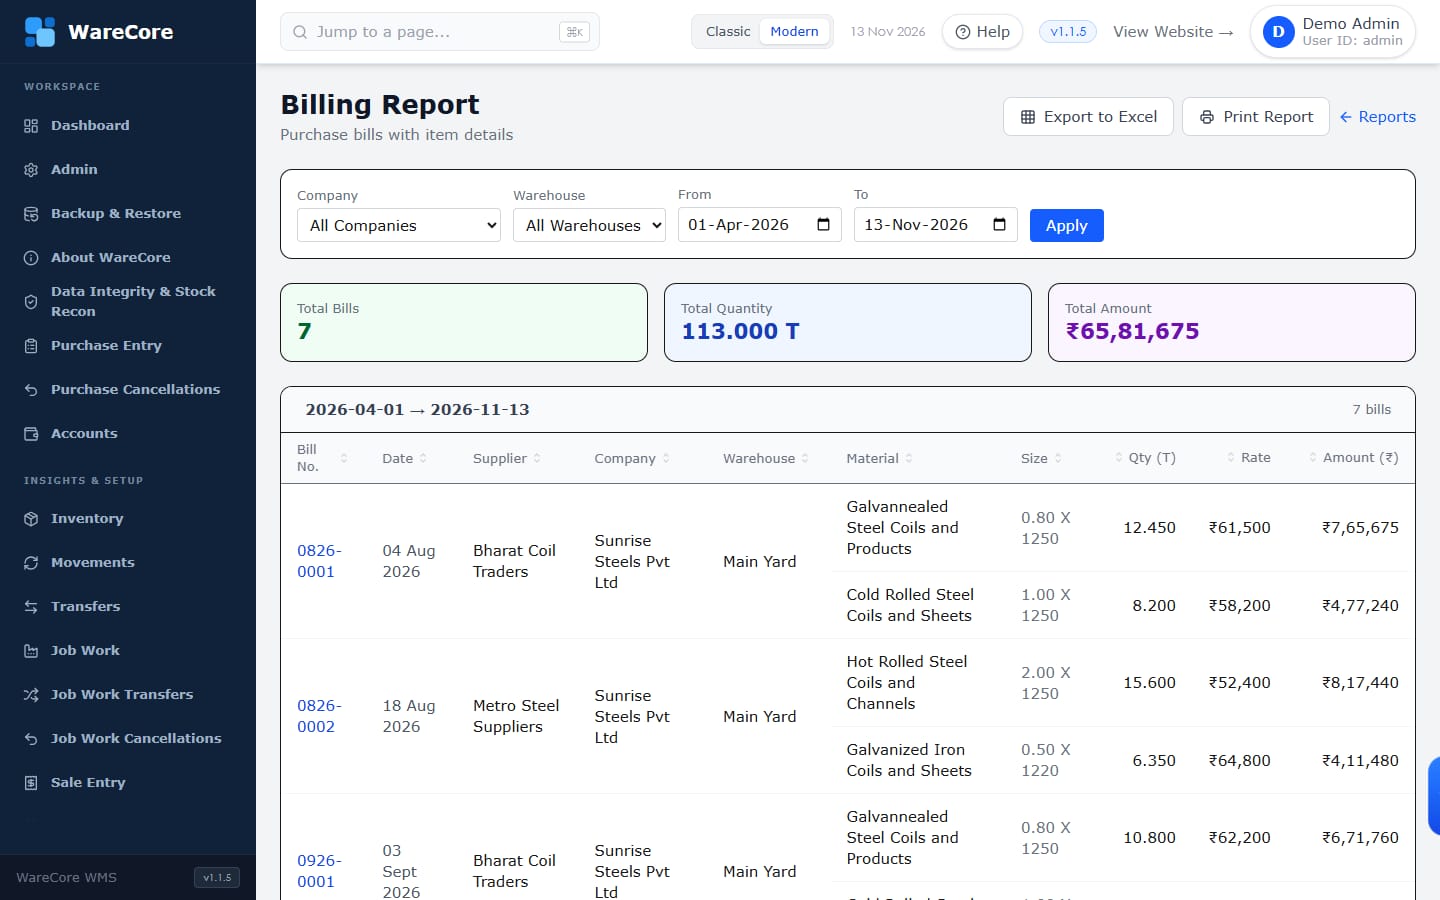 WareCore
Jump to a page...
⌘K
Classic
Modern
13 Nov 2026
Help
v1.1.5
View Website →
D
Demo Admin
User ID: admin
WORKSPACE
Dashboard
Admin
Backup & Restore
About WareCore
Data Integrity & Stock
Recon
Purchase Entry
Purchase Cancellations
Accounts
INSIGHTS & SETUP
Inventory
Movements
Transfers
Job Work
Job Work Transfers
Job Work Cancellations
Sale Entry
WareCore WMS
v1.1.5
Billing Report
Purchase bills with item details
Export to Excel
Print Report
← Reports
Company
Warehouse
From
To
All Companies
All Warehouses
01-Apr-2026
13-Nov-2026
Apply
Total Bills
7
Total Quantity
113.000 T
Total Amount
₹65,81,675
2026-04-01 → 2026-11-13
7 bills
Bill
No.
Date
Supplier
Company
Warehouse
Material
Size
Qty (T)
Rate
Amount (₹)
0826-
0001
04 Aug
2026
Bharat Coil
Traders
Sunrise
Steels Pvt
Ltd
Main Yard
Galvannealed
Steel Coils and
Products
0.80 X
1250
12.450
₹61,500
₹7,65,675
Cold Rolled Steel
Coils and Sheets
1.00 X
1250
8.200
₹58,200
₹4,77,240
0826-
0002
18 Aug
2026
Metro Steel
Suppliers
Sunrise
Steels Pvt
Ltd
Main Yard
Hot Rolled Steel
Coils and
Channels
2.00 X
1250
15.600
₹52,400
₹8,17,440
Galvanized Iron
Coils and Sheets
0.50 X
1220
6.350
₹64,800
₹4,11,480
0926-
0001
03
Sept
2026
Bharat Coil
Traders
Sunrise
Steels Pvt
Ltd
Main Yard
Galvannealed
Steel Coils and
Products
0.80 X
1250
10.800
₹62,200
₹6,71,760